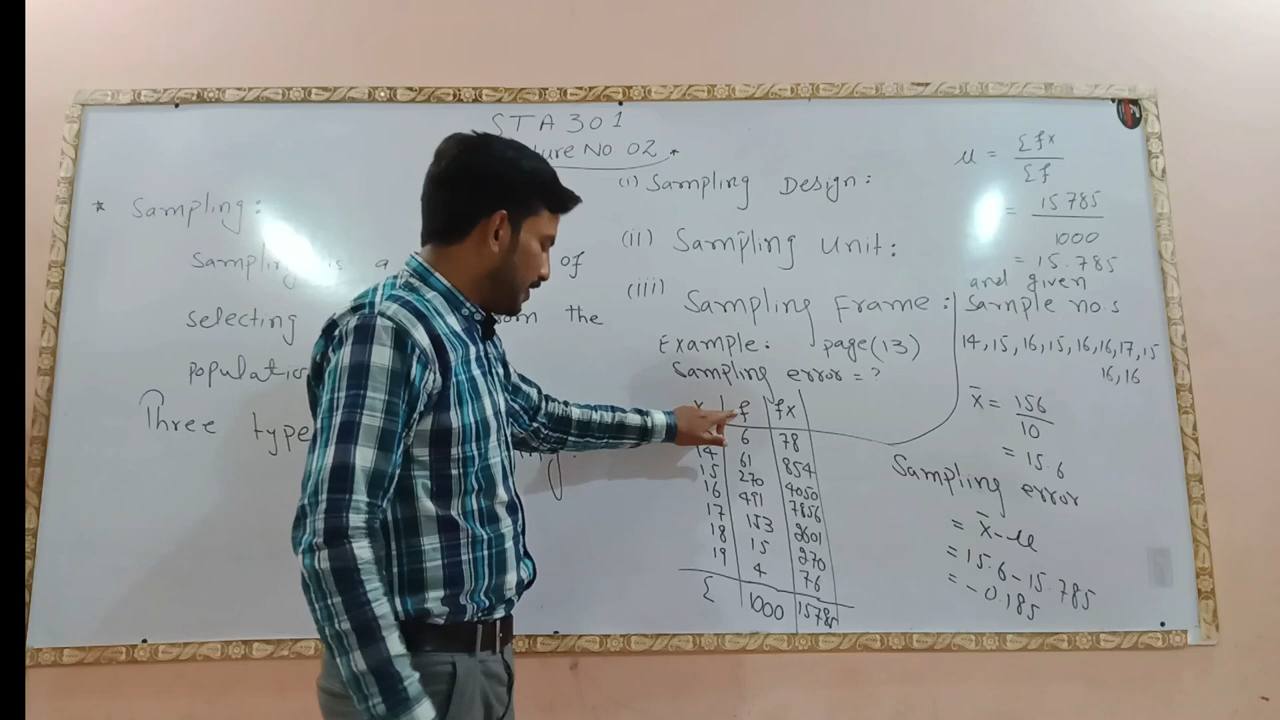 STA301
ture No 02
* Sampling:
Sampling is a of
selecting the
populatio
Three type
(i) Sampling Design:
(ii) Sampling Unit:
(iii) Sampling Frame:
Example: page(13)
Sampling error = ?
x f fx
6 78
14 61 854
15 270 4050
16 491 7856
17 153 2601
18 15 270
19 4 76
Σ 1000 15785
μ = Σfx
Σf
= 15785
1000
= 15.785
and given
Sample no.s
14, 15, 16, 15, 16, 16, 17, 15
16, 16
x̄ = 156
10
= 15.6
Sampling error
= x̄ - μ
= 15.6 - 15.785
= -0.185